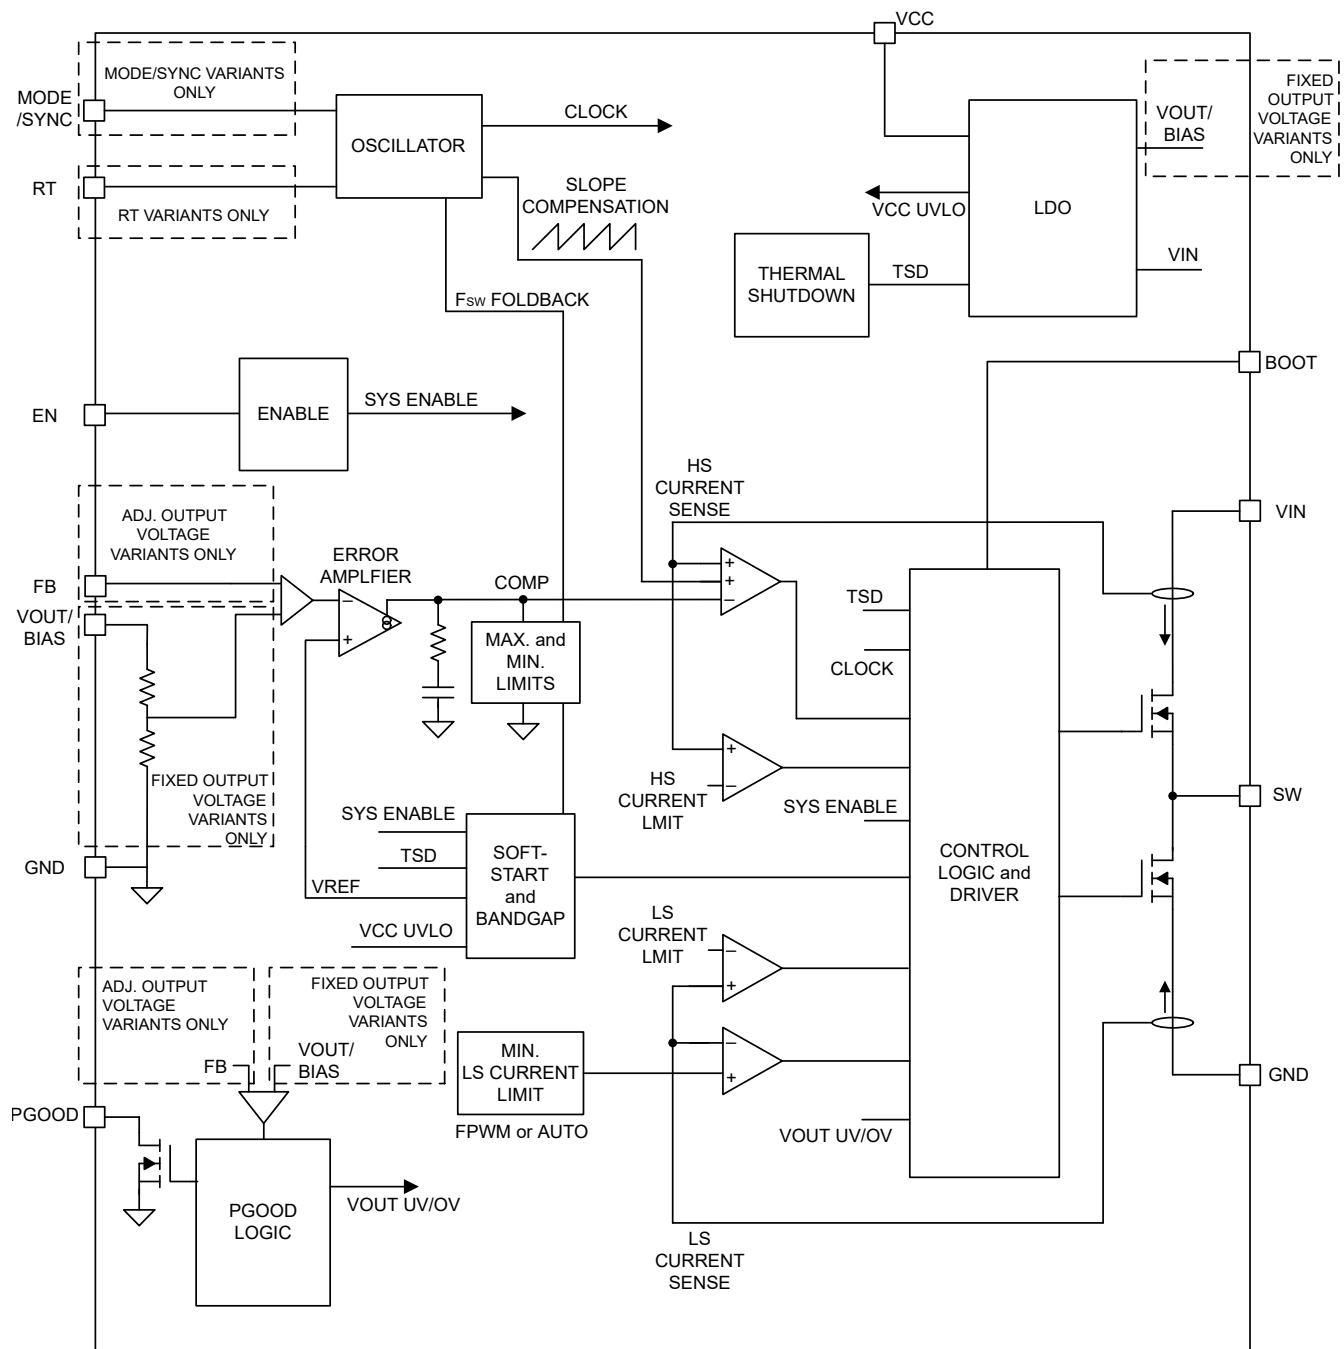 VCC
MODE/SYNC VARIANTS
ONLY
MODE
/SYNC
OSCILLATOR
CLOCK
FIXED
OUTPUT
VOLTAGE
VARIANTS
ONLY
VOUT/
BIAS
RT
RT VARIANTS ONLY
SLOPE
COMPENSATION
VCC UVLO
LDO
THERMAL
SHUTDOWN
TSD
VIN
FSW FOLDBACK
BOOT
EN
ENABLE
SYS ENABLE
HS
CURRENT
SENSE
VIN
ADJ. OUTPUT
VOLTAGE
VARIANTS ONLY
FB
ERROR
AMPLFIER
−
+
COMP
+
+
−
VOUT/
BIAS
MAX. and
MIN.
LIMITS
TSD
CLOCK
FIXED OUTPUT
VOLTAGE
VARIANTS
ONLY
+
−
HS
CURRENT
LMIT
SYS ENABLE
SW
SYS ENABLE
TSD
VREF
VCC UVLO
SOFT-
START
and
BANDGAP
GND
CONTROL
LOGIC and
DRIVER
LS
CURRENT
LMIT
−
+
ADJ. OUTPUT
VOLTAGE
VARIANTS ONLY
FB
FIXED OUTPUT
VOLTAGE
VARIANTS
ONLY
VOUT/
BIAS
MIN.
LS CURRENT
LIMIT
FPWM or AUTO
−
+
GND
PGOOD
VOUT UV/OV
PGOOD
LOGIC
VOUT UV/OV
LS
CURRENT
SENSE